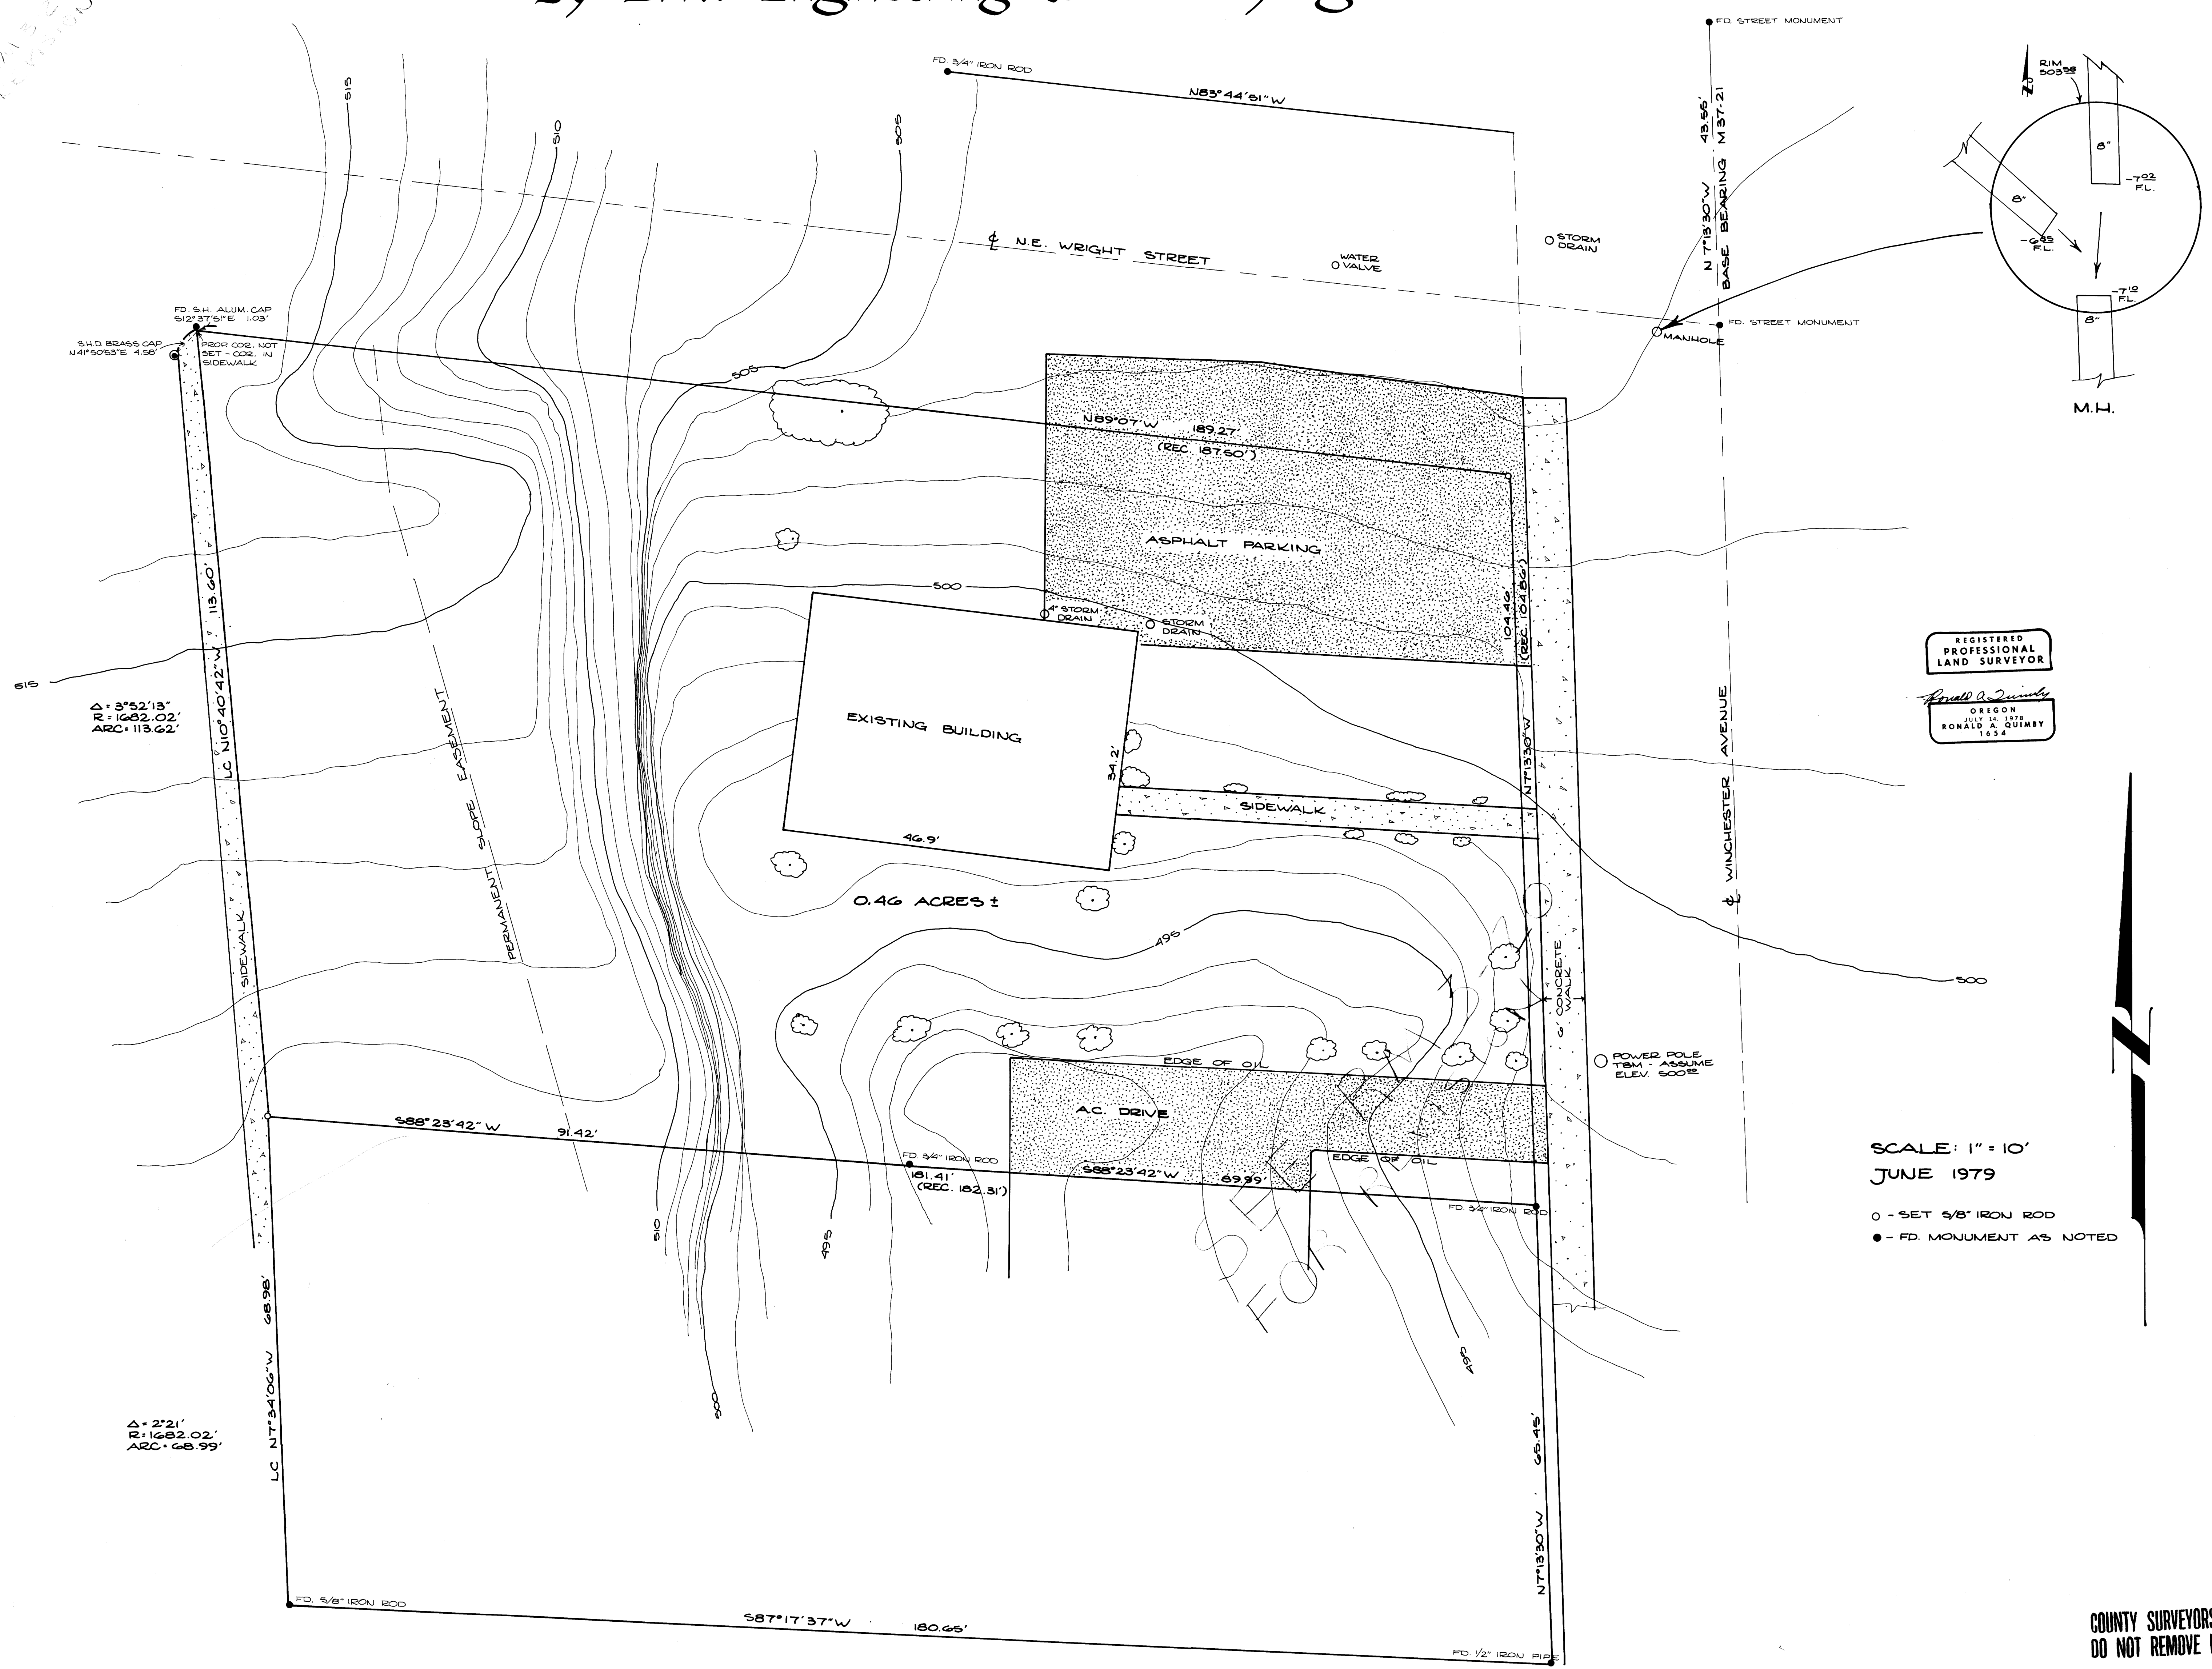 FD. STREET MONUMENT
FD. 3/4" IRON ROD
N83°44'51"W
N 7°13'30"W 43.55'
BASE BEARING M37-21
RIM
503.58
N
8"
-7.02
F.L.
8"
-6.85
F.L.
-7.10
F.L.
8"
M.H.
515
510
505
℄ N.E. WRIGHT STREET
WATER
VALVE
STORM
DRAIN
FD. STREET MONUMENT
MANHOLE
FD. S.H. ALUM. CAP
S12°37'51"E 1.03'
S.H.D. BRASS CAP
N41°50'53"E 4.58'
PROP. COR. NOT
SET - COR. IN
SIDEWALK
505
N89°07'W 189.27'
(REC. 187.50')
ASPHALT PARKING
104.46'
(REC. 104.86')
500
4" STORM
DRAIN
STORM
DRAIN
LC N10°40'42"W 113.60'
515
Δ = 3°52'13"
R = 1682.02'
ARC = 113.62'
PERMANENT SLOPE EASEMENT
EXISTING BUILDING
34.2'
46.9'
N7°13'30"W
SIDEWALK
℄ WINCHESTER AVENUE
REGISTERED
PROFESSIONAL
LAND SURVEYOR
Ronald A. Quimby
OREGON
JULY 14, 1978
RONALD A. QUIMBY
1654
0.46 ACRES ±
495
SIDEWALK
6' CONCRETE
WALK
500
POWER POLE
TBM - ASSUME
ELEV. 500.00
EDGE OF OIL
A.C. DRIVE
EDGE OF OIL
S88°23'42"W 91.42'
FD. 3/4" IRON ROD
181.41'
(REC. 182.31')
S88°23'42"W 89.99'
FD. 3/4" IRON ROD
SCALE: 1" = 10'
JUNE 1979
○ - SET 5/8" IRON ROD
● - FD. MONUMENT AS NOTED
N
510
495
500
495
FOR
LC N7°34'06"W 68.98'
Δ = 2°21'
R = 1682.02'
ARC = 68.99'
N7°13'30"W 65.45'
FD. 5/8" IRON ROD
S87°17'37"W 180.65'
FD. 1/2" IRON PIPE
COUNTY SURVEYORS
DO NOT REMOVE